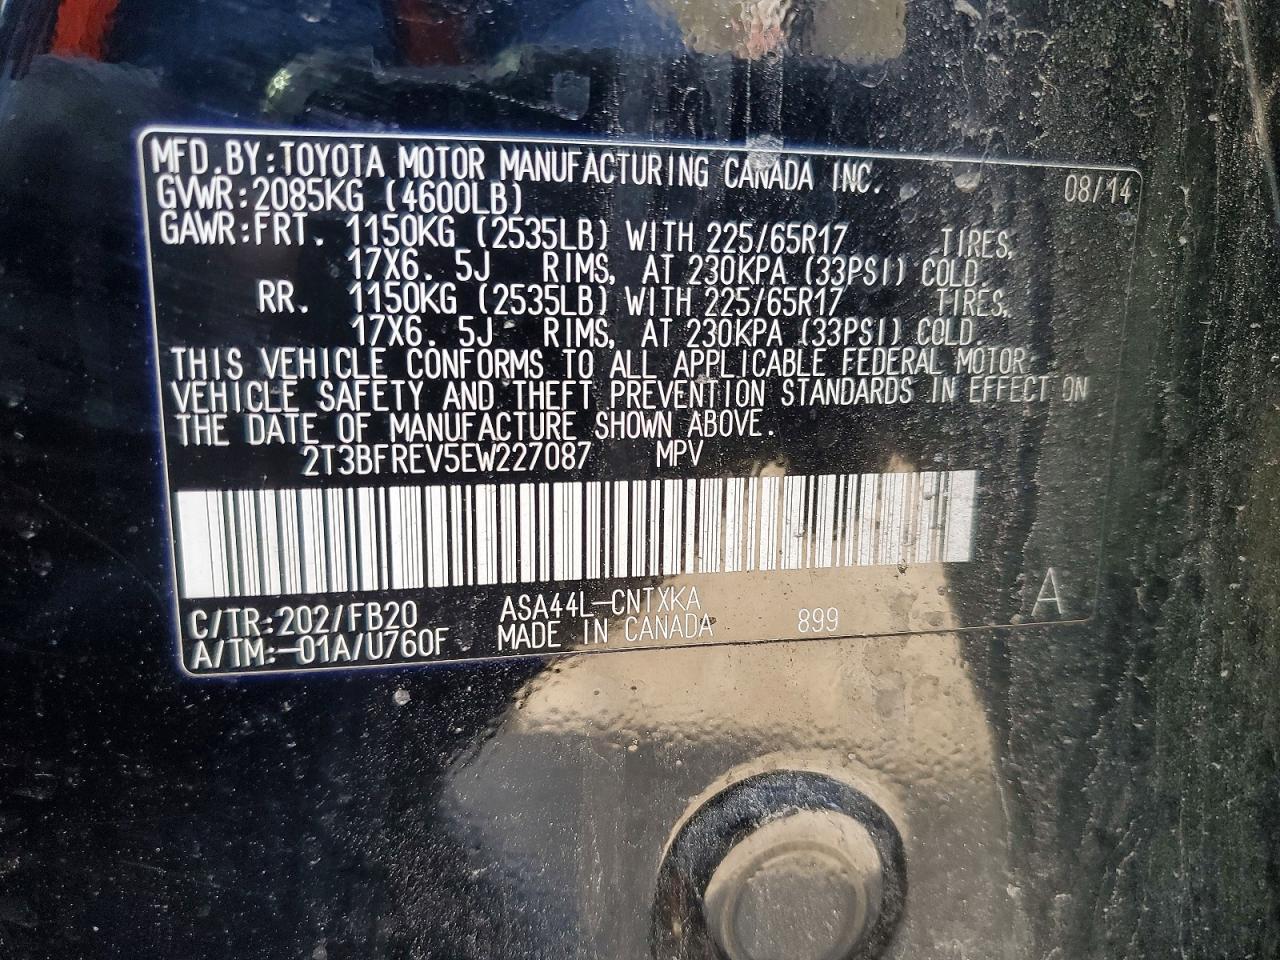 MFD.BY:TOYOTA MOTOR MANUFACTURING CANADA INC. 08/14
GVWR:2085KG (4600LB)
GAWR:FRT. 1150KG (2535LB) WITH 225/65R17 TIRES,
17X6.5J RIMS, AT 230KPA (33PSI) COLD.
RR. 1150KG (2535LB) WITH 225/65R17 TIRES,
17X6.5J RIMS, AT 230KPA (33PSI) COLD.
THIS VEHICLE CONFORMS TO ALL APPLICABLE FEDERAL MOTOR
VEHICLE SAFETY AND THEFT PREVENTION STANDARDS IN EFFECT ON
THE DATE OF MANUFACTURE SHOWN ABOVE.
2T3BFREV5EW227087 MPV
C/TR:202/FB20 ASA44L-CNTXKA
A/TM:-01A/U760F MADE IN CANADA 899 A